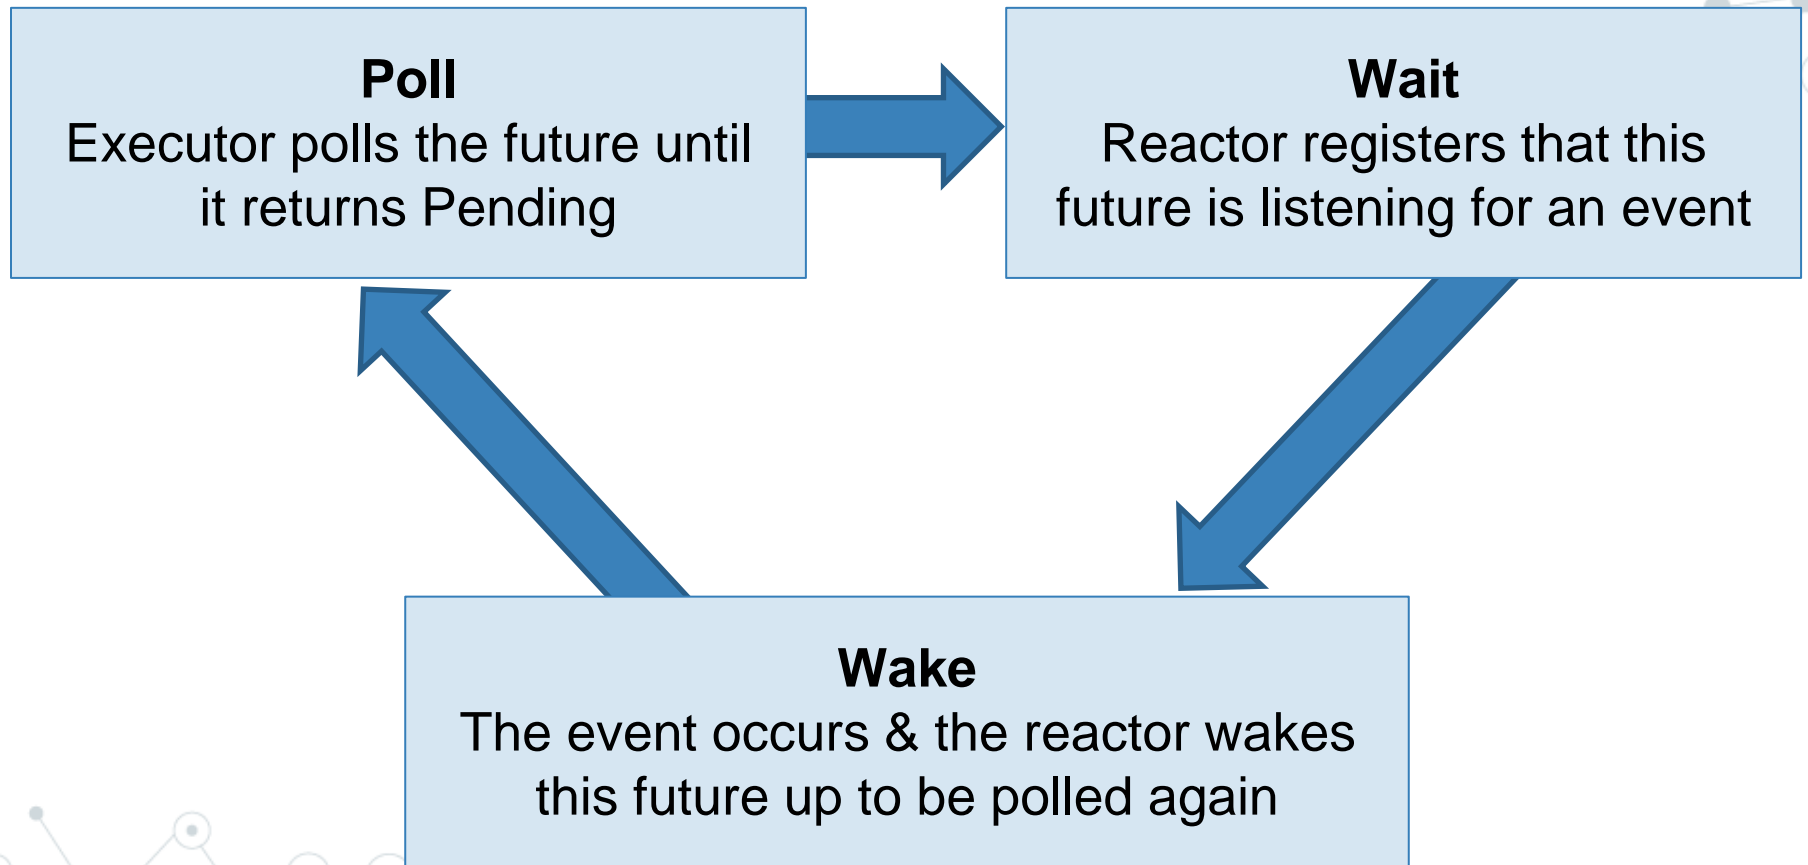 Poll
Executor polls the future until
it returns Pending
Wait
Reactor registers that this
future is listening for an event
Wake
The event occurs & the reactor wakes
this future up to be polled again